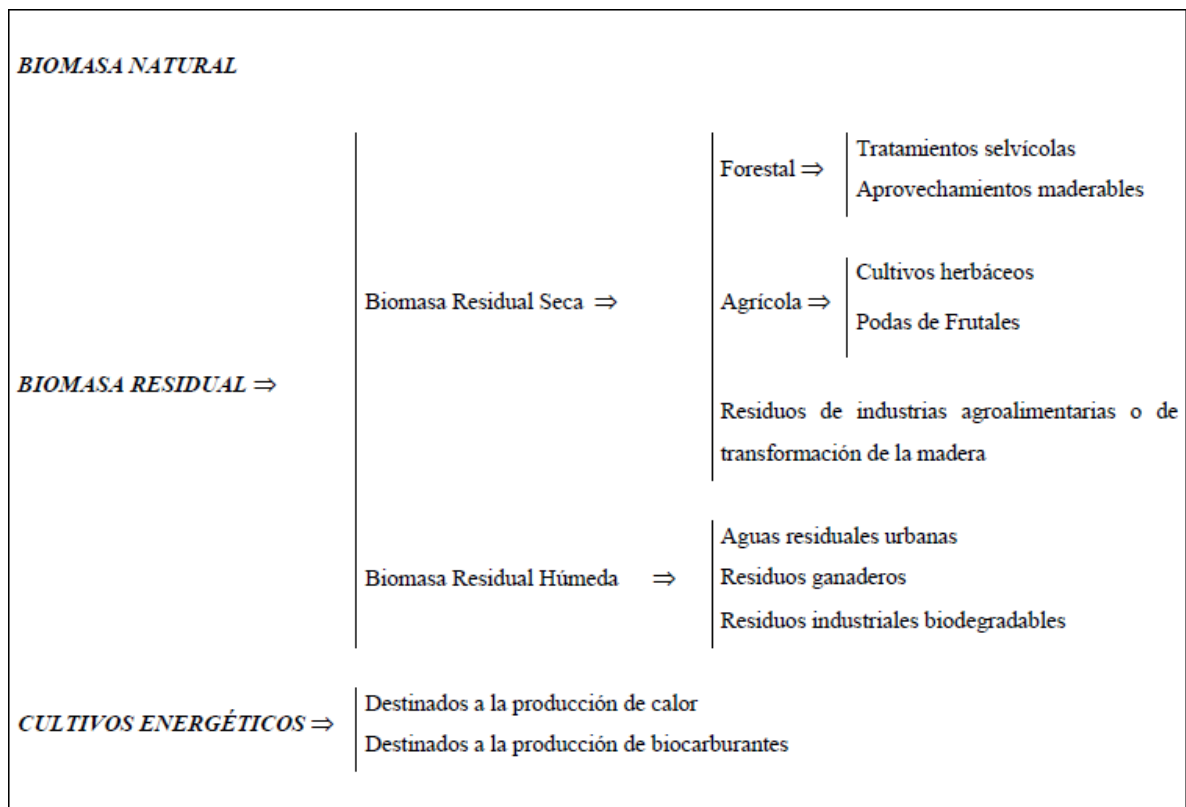 BIOMASA NATURAL
Forestal ⇒
Tratamientos selvícolas
Aprovechamientos maderables
Biomasa Residual Seca ⇒
Agrícola ⇒
Cultivos herbáceos
Podas de Frutales
BIOMASA RESIDUAL ⇒
Residuos de industrias agroalimentarias o de
transformación de la madera
Biomasa Residual Húmeda ⇒
Aguas residuales urbanas
Residuos ganaderos
Residuos industriales biodegradables
CULTIVOS ENERGÉTICOS ⇒
Destinados a la producción de calor
Destinados a la producción de biocarburantes